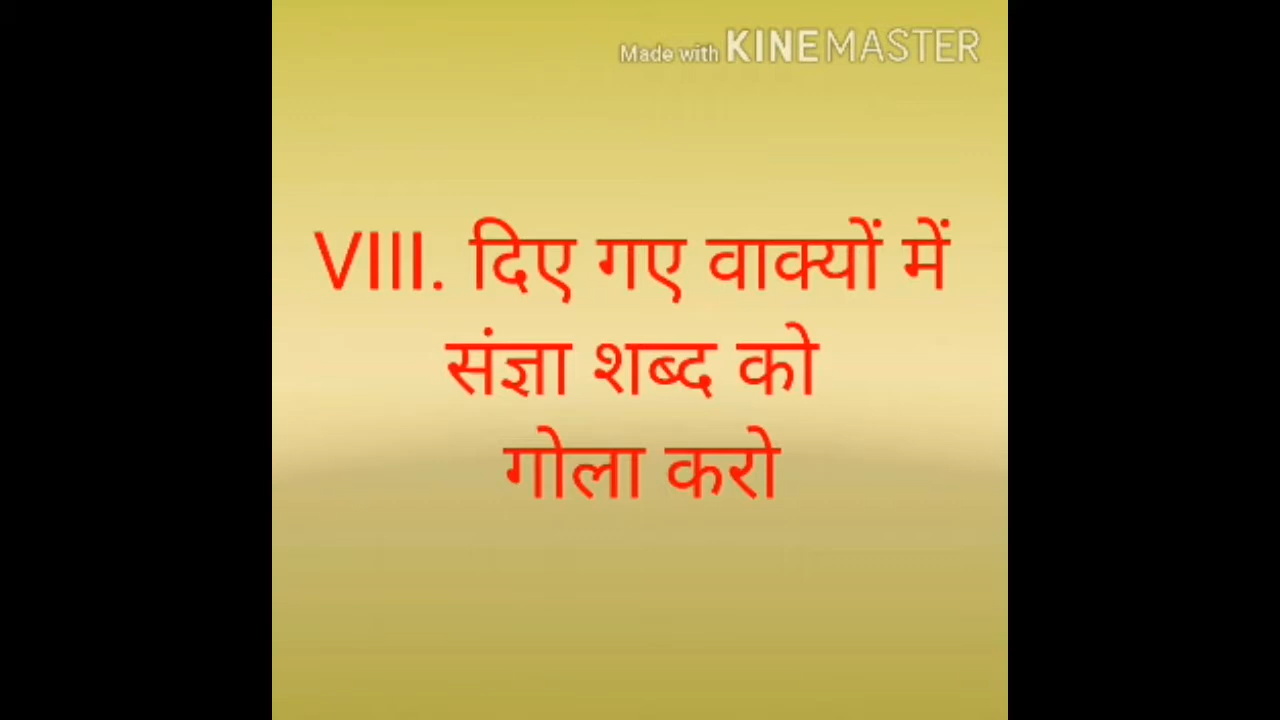 Made with KINEMASTER
VIII. दिए गए वाक्यों में
संज्ञा शब्द को
गोला करो